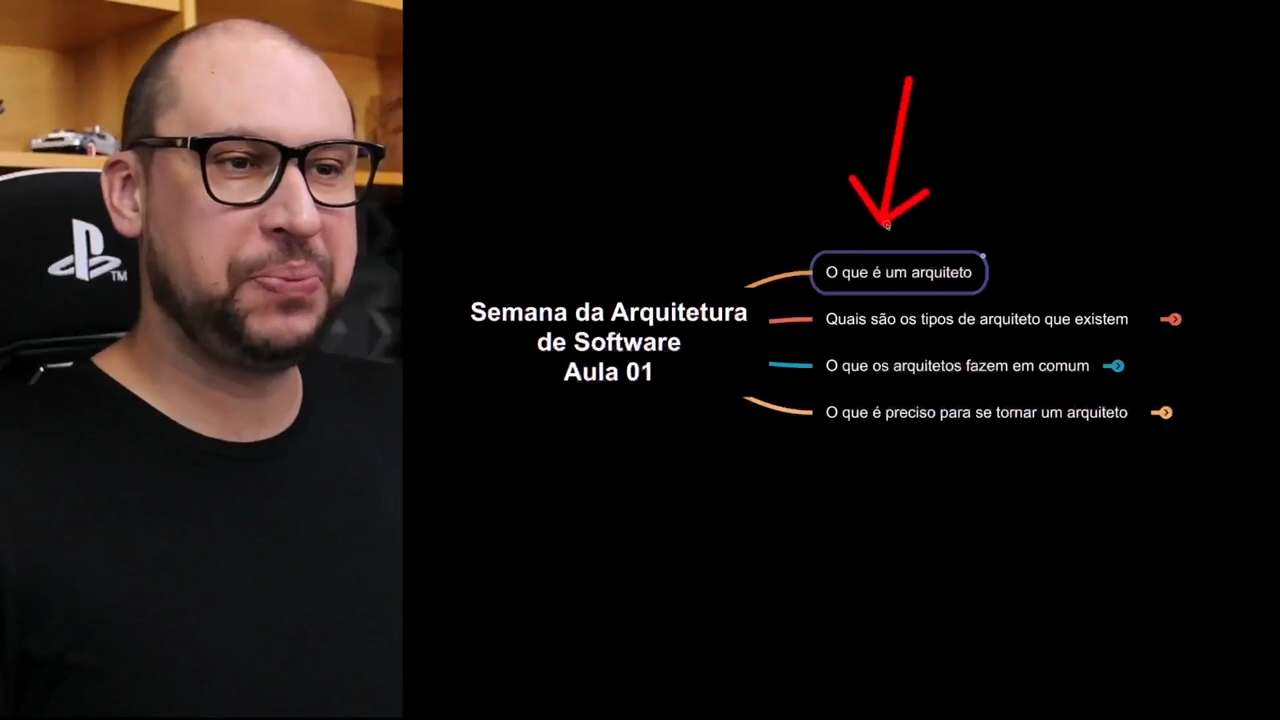 TM
Semana da Arquitetura
de Software
Aula 01
O que é um arquiteto
Quais são os tipos de arquiteto que existem
O que os arquitetos fazem em comum
O que é preciso para se tornar um arquiteto